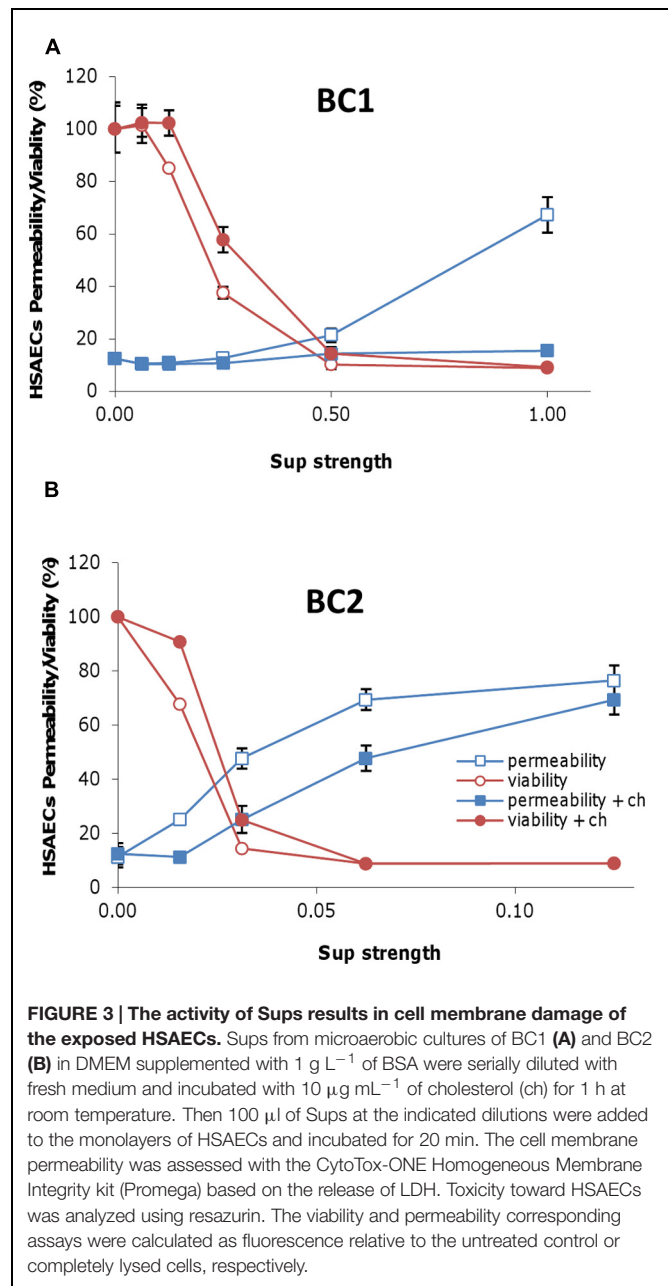 A
BC1
HSAECs Permeability/Viablity (%)
120
100
80
60
40
20
0
0.00 0.50 1.00
Sup strength
B
BC2
HSAECs Permeability/Viablity (%)
120
100
80
60
40
20
0
permeability
viability
permeability + ch
viability + ch
0.00 0.05 0.10
Sup strength
FIGURE 3 | The activity of Sups results in cell membrane damage of
the exposed HSAECs. Sups from microaerobic cultures of BC1 (A) and BC2
(B) in DMEM supplemented with 1 g L−1 of BSA were serially diluted with
fresh medium and incubated with 10 μg mL−1 of cholesterol (ch) for 1 h at
room temperature. Then 100 μl of Sups at the indicated dilutions were added
to the monolayers of HSAECs and incubated for 20 min. The cell membrane
permeability was assessed with the CytoTox-ONE Homogeneous Membrane
Integrity kit (Promega) based on the release of LDH. Toxicity toward HSAECs
was analyzed using resazurin. The viability and permeability corresponding
assays were calculated as fluorescence relative to the untreated control or
completely lysed cells, respectively.